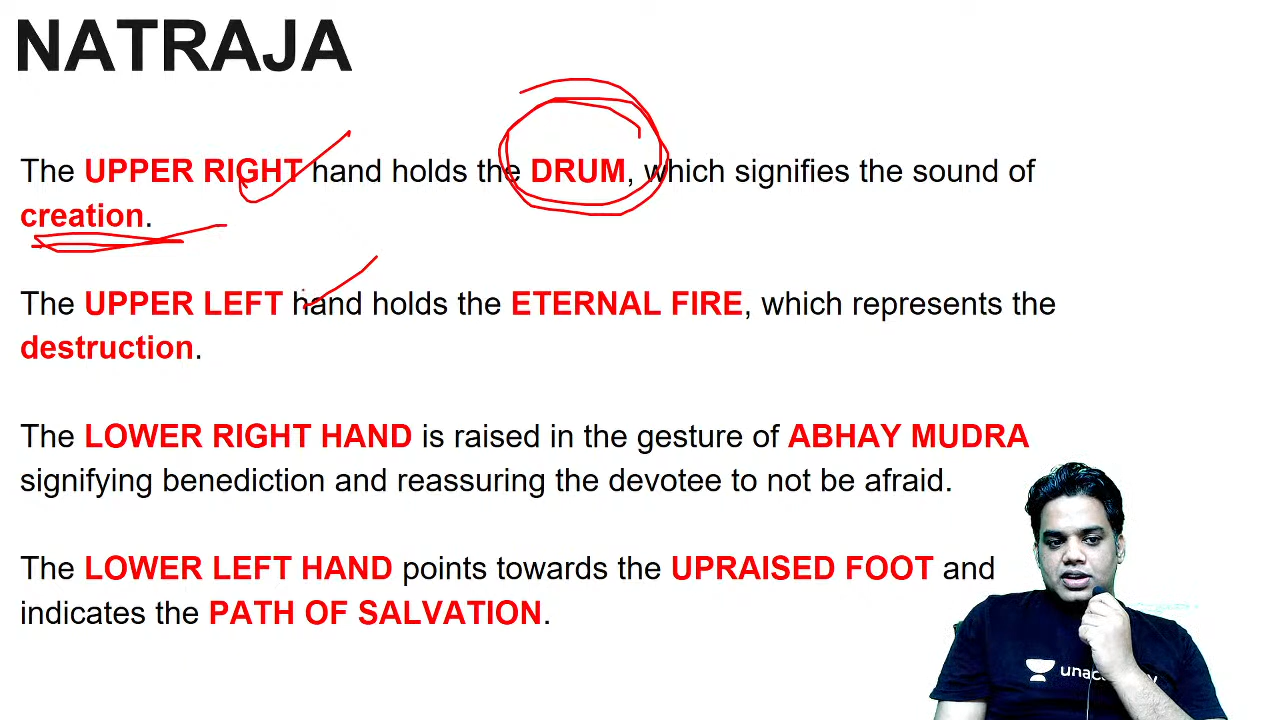 NATRAJA
The UPPER RIGHT hand holds the DRUM, which signifies the sound of
creation.
The UPPER LEFT hand holds the ETERNAL FIRE, which represents the
destruction.
The LOWER RIGHT HAND is raised in the gesture of ABHAY MUDRA
signifying benediction and reassuring the devotee to not be afraid.
The LOWER LEFT HAND points towards the UPRAISED FOOT and
indicates the PATH OF SALVATION.